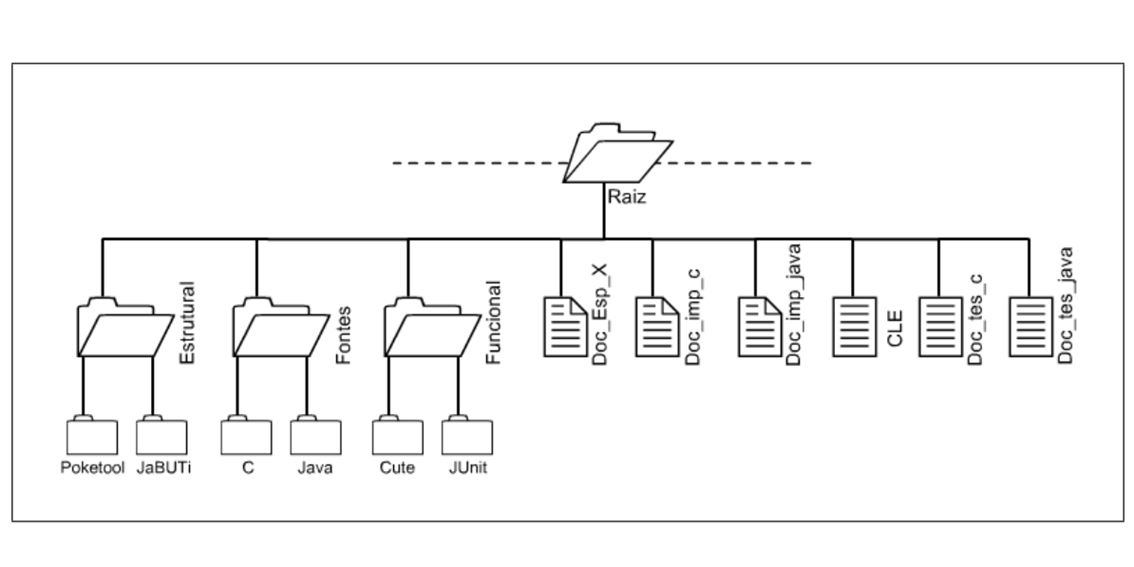 Raiz
Estrutural
Fontes
Funcional
Doc_Esp_X
Doc_imp_c
Doc_imp_java
CLE
Doc_tes_c
Doc_tes_java
Poketool
JaBUTi
C
Java
Cute
JUnit